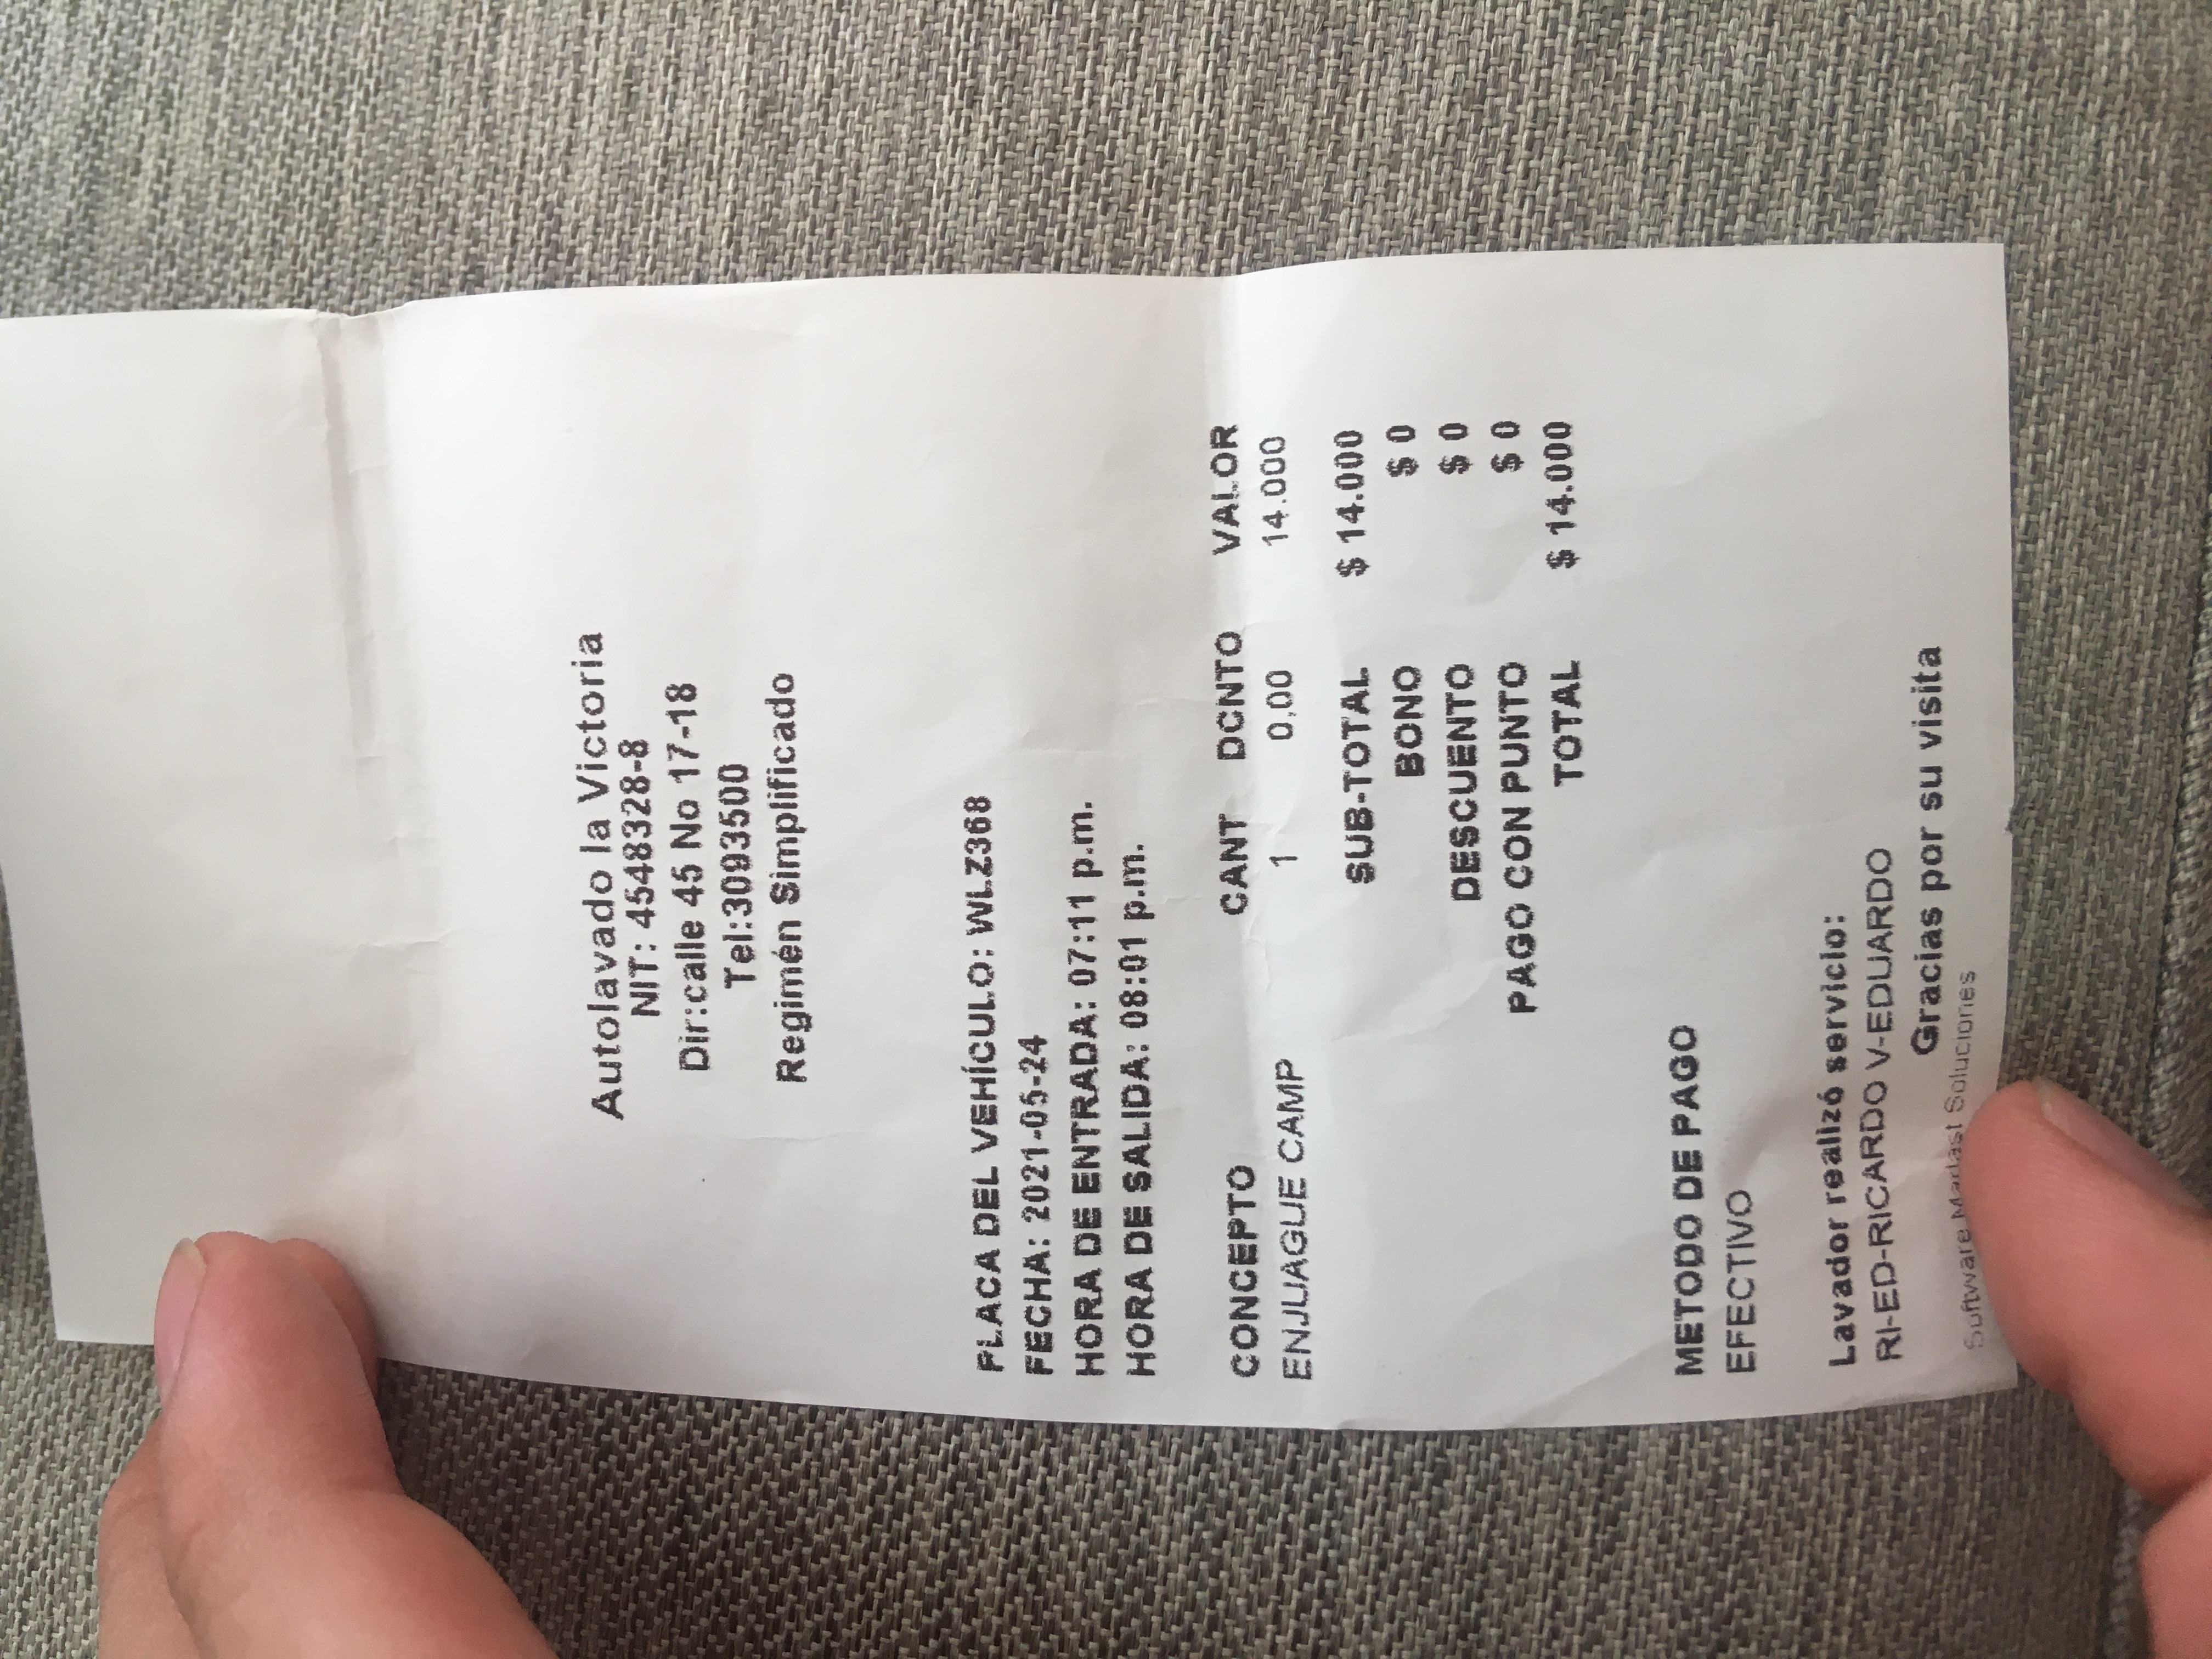 Autolavado la Victoria
NIT: 4548328-8
Dir:calle 45 No 17-18
Tel:3093500
Regimén Simplificado
PLACA DEL VEHÍCULO: WLZ368
FECHA: 2021-05-24
HORA DE ENTRADA: 07:11 p.m.
HORA DE SALIDA: 08:01 p.m.
CONCEPTO CANT DCNTO VALOR
ENJUAGUE CAMP 1 0,00 14.000
SUB-TOTAL $ 14.000
BONO $ 0
DESCUENTO $ 0
PAGO CON PUNTO $ 0
TOTAL $ 14.000
METODO DE PAGO
EFECTIVO
Lavador realizó servicio:
RI-ED-RICARDO V-EDUARDO
Gracias por su visita
Software Soluciones